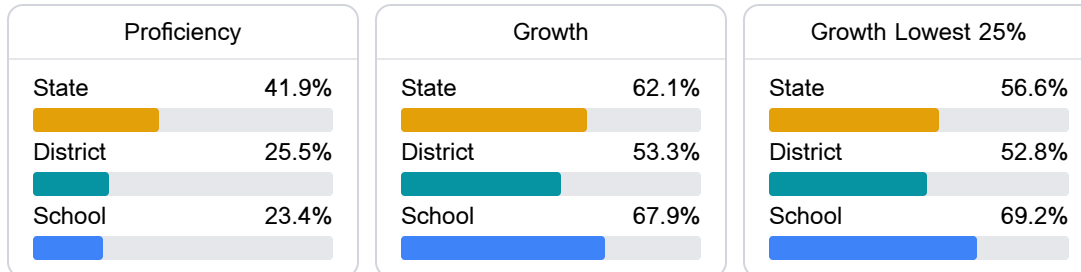 Proficiency
State 41.9%
District 25.5%
School 23.4%
Growth
State 62.1%
District 53.3%
School 67.9%
Growth Lowest 25%
State 56.6%
District 52.8%
School 69.2%